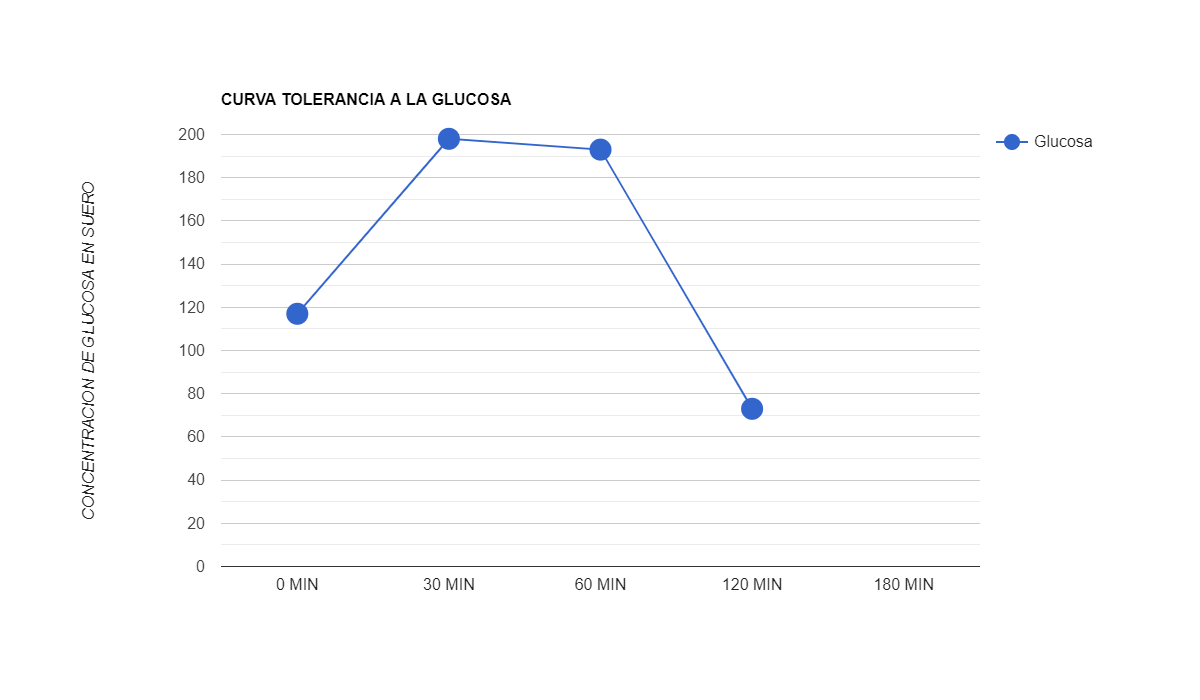 CURVA TOLERANCIA A LA GLUCOSA
Glucosa
CONCENTRACION DE GLUCOSA EN SUERO
200
180
160
140
120
100
80
60
40
20
0
0 MIN
30 MIN
60 MIN
120 MIN
180 MIN